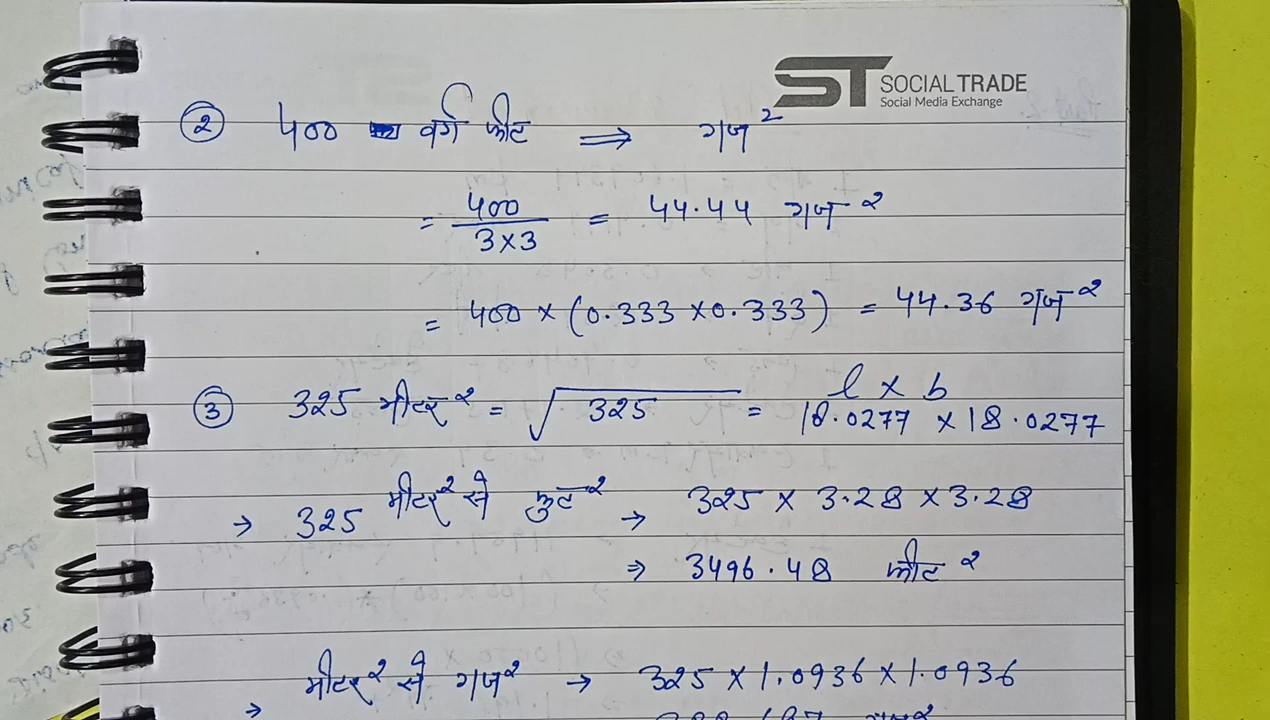 ST SOCIAL TRADE
Social Media Exchange
② 400 वर्ग फीट ⇒ गज²
= 400 / 3×3 = 44.44 गज²
= 400 × (0.333 ×0.333) = 44.36 गज²
③ 325 मीटर² = √325 = l × b
18.0277 × 18.0277
→ 325 मीटर² से फुट² → 325 × 3.28 × 3.28
⇒ 3496.48 फीट²
→ मीटर² से गज² → 325 × 1.0936 × 1.0936